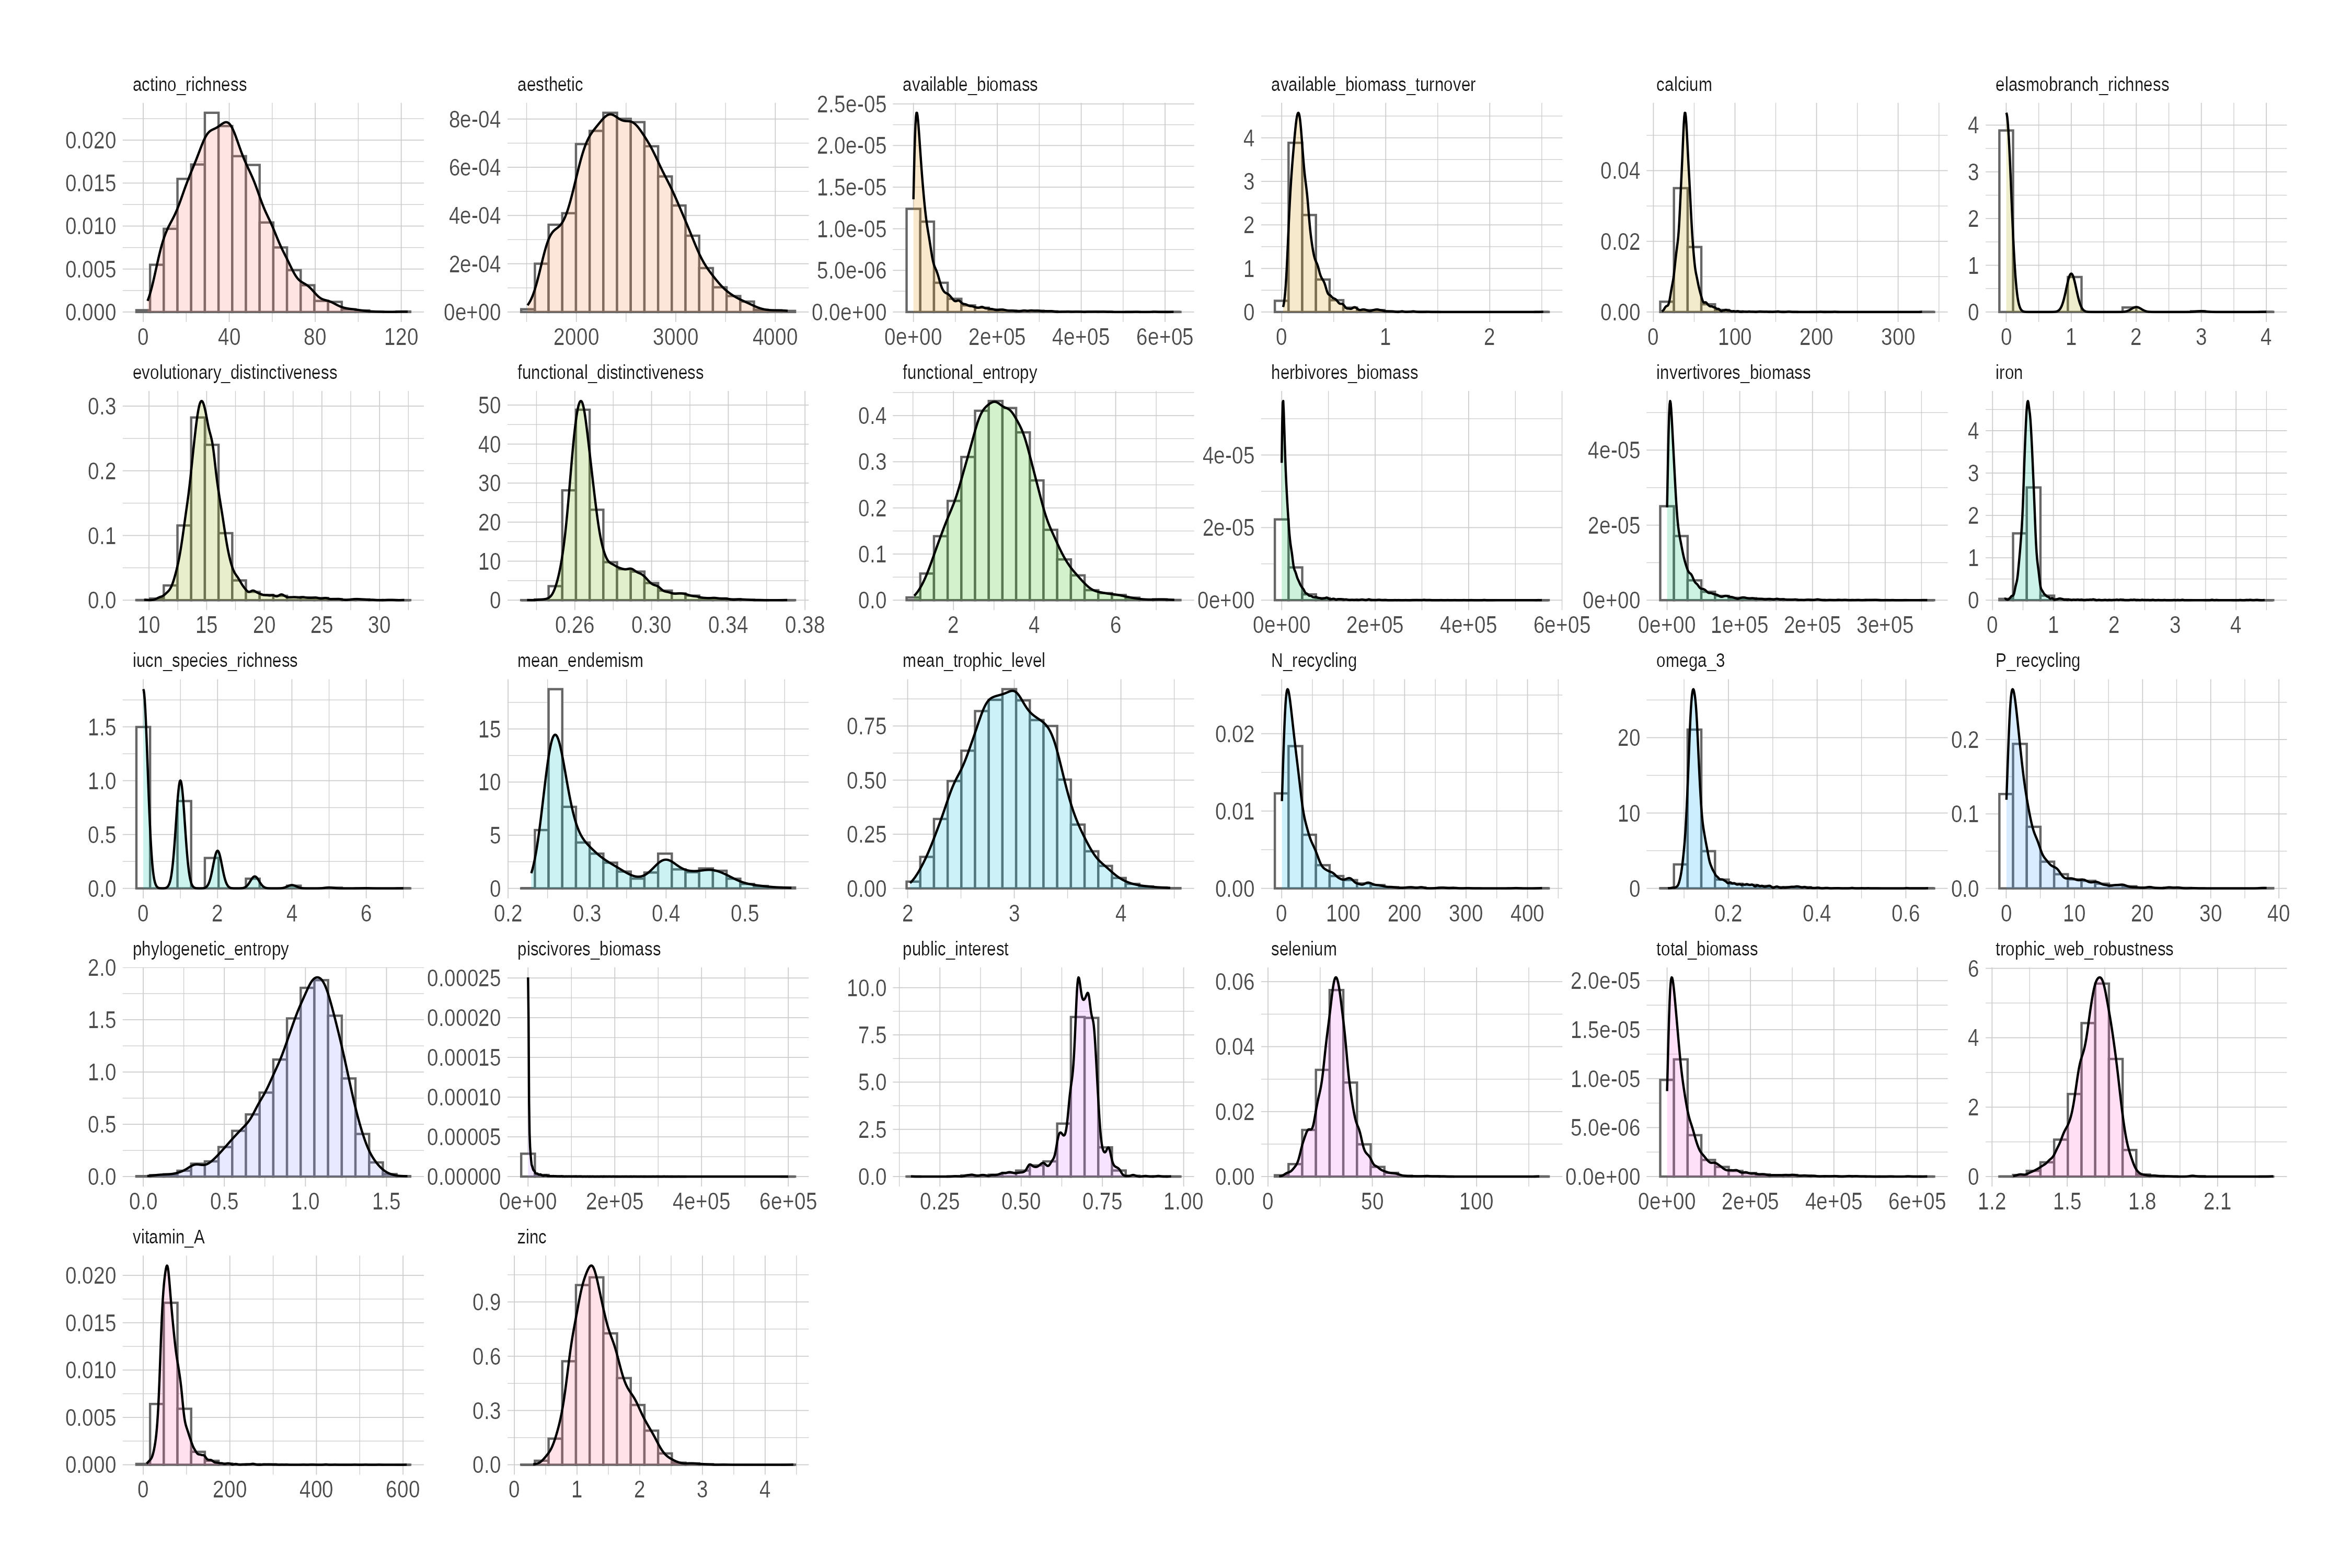 actino_richness
aesthetic
available_biomass
available_biomass_turnover
calcium
elasmobranch_richness
0.020
0.015
0.010
0.005
0.000
0 40 80 120
8e-04
6e-04
4e-04
2e-04
0e+00
2000 3000 4000
2.5e-05
2.0e-05
1.5e-05
1.0e-05
5.0e-06
0.0e+00
0e+00 2e+05 4e+05 6e+05
4
3
2
1
0
0 1 2
0.04
0.02
0.00
0 100 200 300
4
3
2
1
0
0 1 2 3 4
evolutionary_distinctiveness
functional_distinctiveness
functional_entropy
herbivores_biomass
invertivores_biomass
iron
0.3
0.2
0.1
0.0
10 15 20 25 30
50
40
30
20
10
0
0.26 0.30 0.34 0.38
0.4
0.3
0.2
0.1
0.0
2 4 6
4e-05
2e-05
0e+00
0e+00 2e+05 4e+05 6e+05
4e-05
2e-05
0e+00
0e+00 1e+05 2e+05 3e+05
4
3
2
1
0
0 1 2 3 4
iucn_species_richness
mean_endemism
mean_trophic_level
N_recycling
omega_3
P_recycling
1.5
1.0
0.5
0.0
0 2 4 6
15
10
5
0
0.2 0.3 0.4 0.5
0.75
0.50
0.25
0.00
2 3 4
0.02
0.01
0.00
0 100 200 300 400
20
10
0
0.2 0.4 0.6
0.2
0.1
0.0
0 10 20 30 40
phylogenetic_entropy
piscivores_biomass
public_interest
selenium
total_biomass
trophic_web_robustness
2.0
1.5
1.0
0.5
0.0
0.0 0.5 1.0 1.5
0.00025
0.00020
0.00015
0.00010
0.00005
0.00000
0e+00 2e+05 4e+05 6e+05
10.0
7.5
5.0
2.5
0.0
0.25 0.50 0.75 1.00
0.06
0.04
0.02
0.00
0 50 100
2.0e-05
1.5e-05
1.0e-05
5.0e-06
0.0e+00
0e+00 2e+05 4e+05 6e+05
6
4
2
0
1.2 1.5 1.8 2.1
vitamin_A
zinc
0.020
0.015
0.010
0.005
0.000
0 200 400 600
0.9
0.6
0.3
0.0
0 1 2 3 4